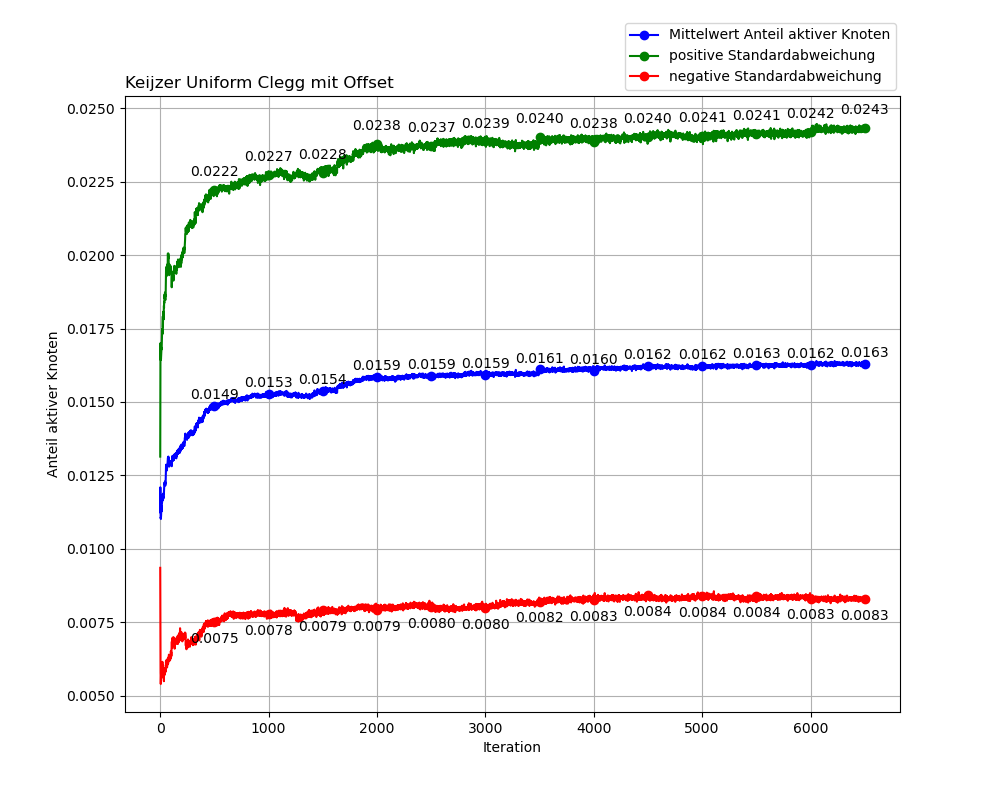 Mittelwert Anteil aktiver Knoten
positive Standardabweichung
negative Standardabweichung
Keijzer Uniform Clegg mit Offset
0.0250
0.0225
0.0200
0.0175
0.0150
0.0125
0.0100
0.0075
0.0050
Anteil aktiver Knoten
0.0222 0.0227 0.0228 0.0238 0.0237 0.0239 0.0240 0.0238 0.0240 0.0241 0.0241 0.0242 0.0243
0.0149 0.0153 0.0154 0.0159 0.0159 0.0159 0.0161 0.0160 0.0162 0.0162 0.0163 0.0162 0.0163
0.0075 0.0078 0.0079 0.0079 0.0080 0.0080 0.0082 0.0083 0.0084 0.0084 0.0084 0.0083 0.0083
0 1000 2000 3000 4000 5000 6000
Iteration